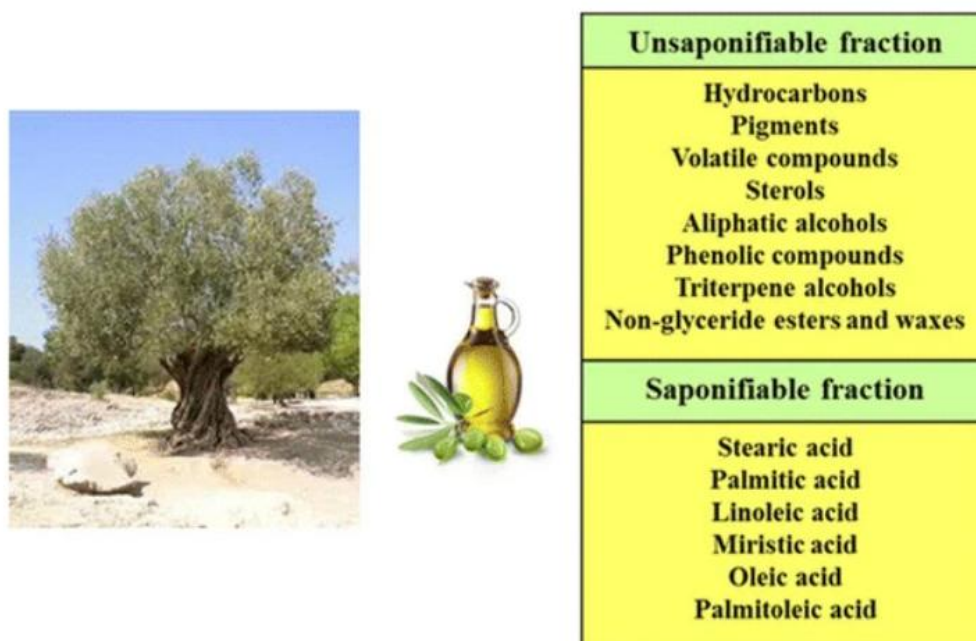 Unsaponifiable fraction
Hydrocarbons
Pigments
Volatile compounds
Sterols
Aliphatic alcohols
Phenolic compounds
Triterpene alcohols
Non-glyceride esters and waxes
Saponifiable fraction
Stearic acid
Palmitic acid
Linoleic acid
Miristic acid
Oleic acid
Palmitoleic acid